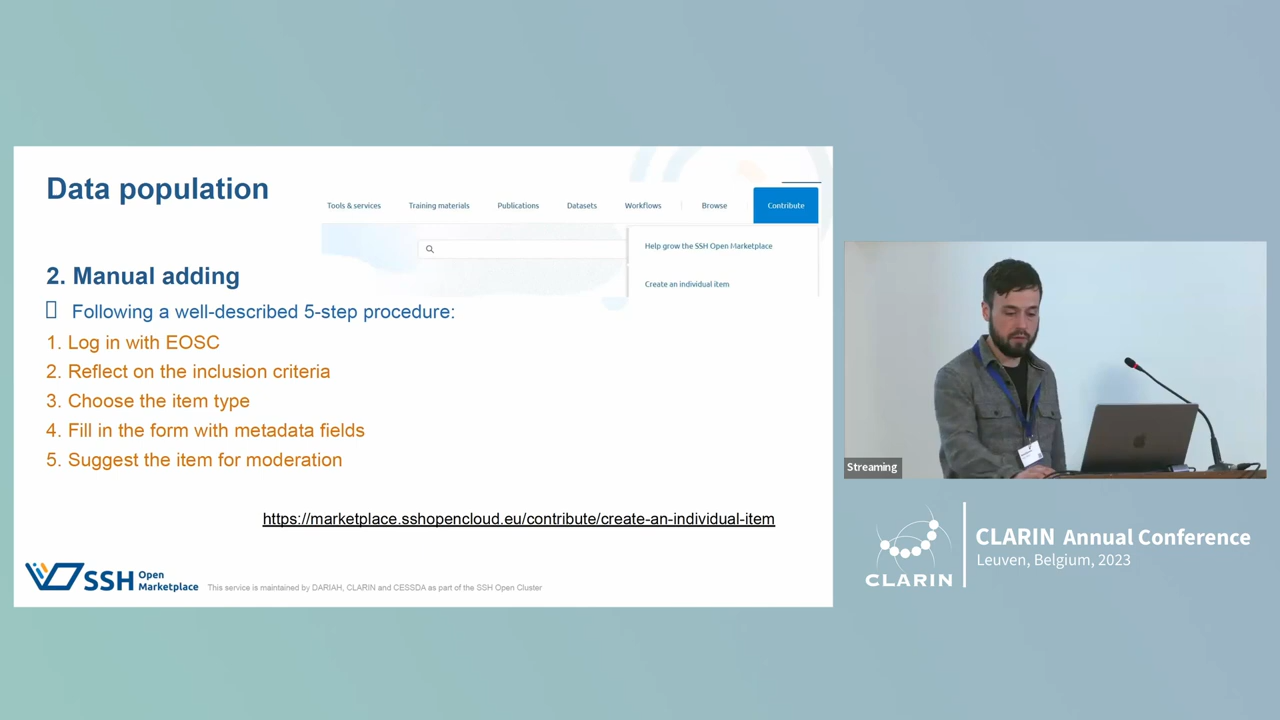 Data population
Tools & services Training materials Publications Datasets Workflows Browse Contribute
Help grow the SSH Open Marketplace
Create an individual item
2. Manual adding
Following a well-described 5-step procedure:
1. Log in with EOSC
2. Reflect on the inclusion criteria
3. Choose the item type
4. Fill in the form with metadata fields
5. Suggest the item for moderation
https://marketplace.sshopencloud.eu/contribute/create-an-individual-item
SSH Open Marketplace
This service is maintained by DARIAH, CLARIN and CESSDA as part of the SSH Open Cluster
Streaming
CLARIN
CLARIN Annual Conference
Leuven, Belgium, 2023